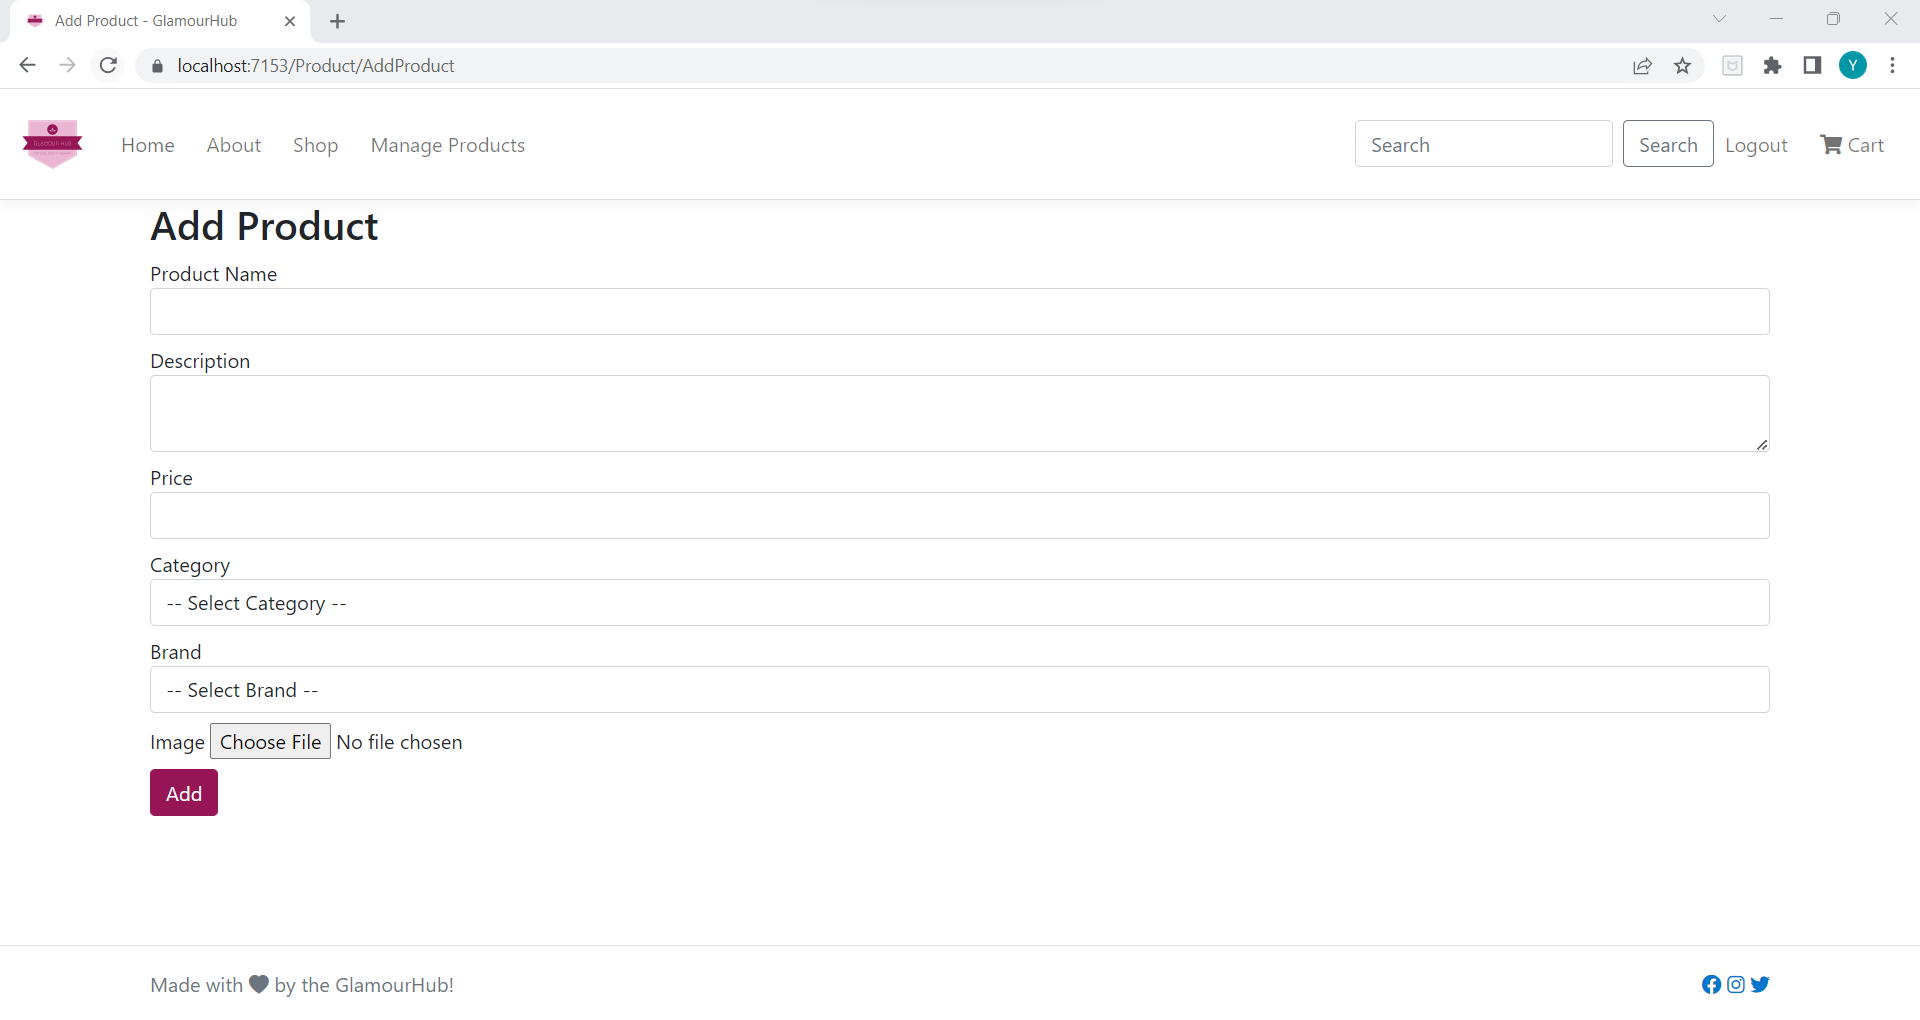 Add Product - GlamourHub
localhost:7153/Product/AddProduct
Y
GLAMOUR HUB
Home About Shop Manage Products Search Search Logout Cart
Add Product
Product Name
Description
Price
Category
-- Select Category --
Brand
-- Select Brand --
Image Choose File No file chosen
Add
Made with by the GlamourHub!